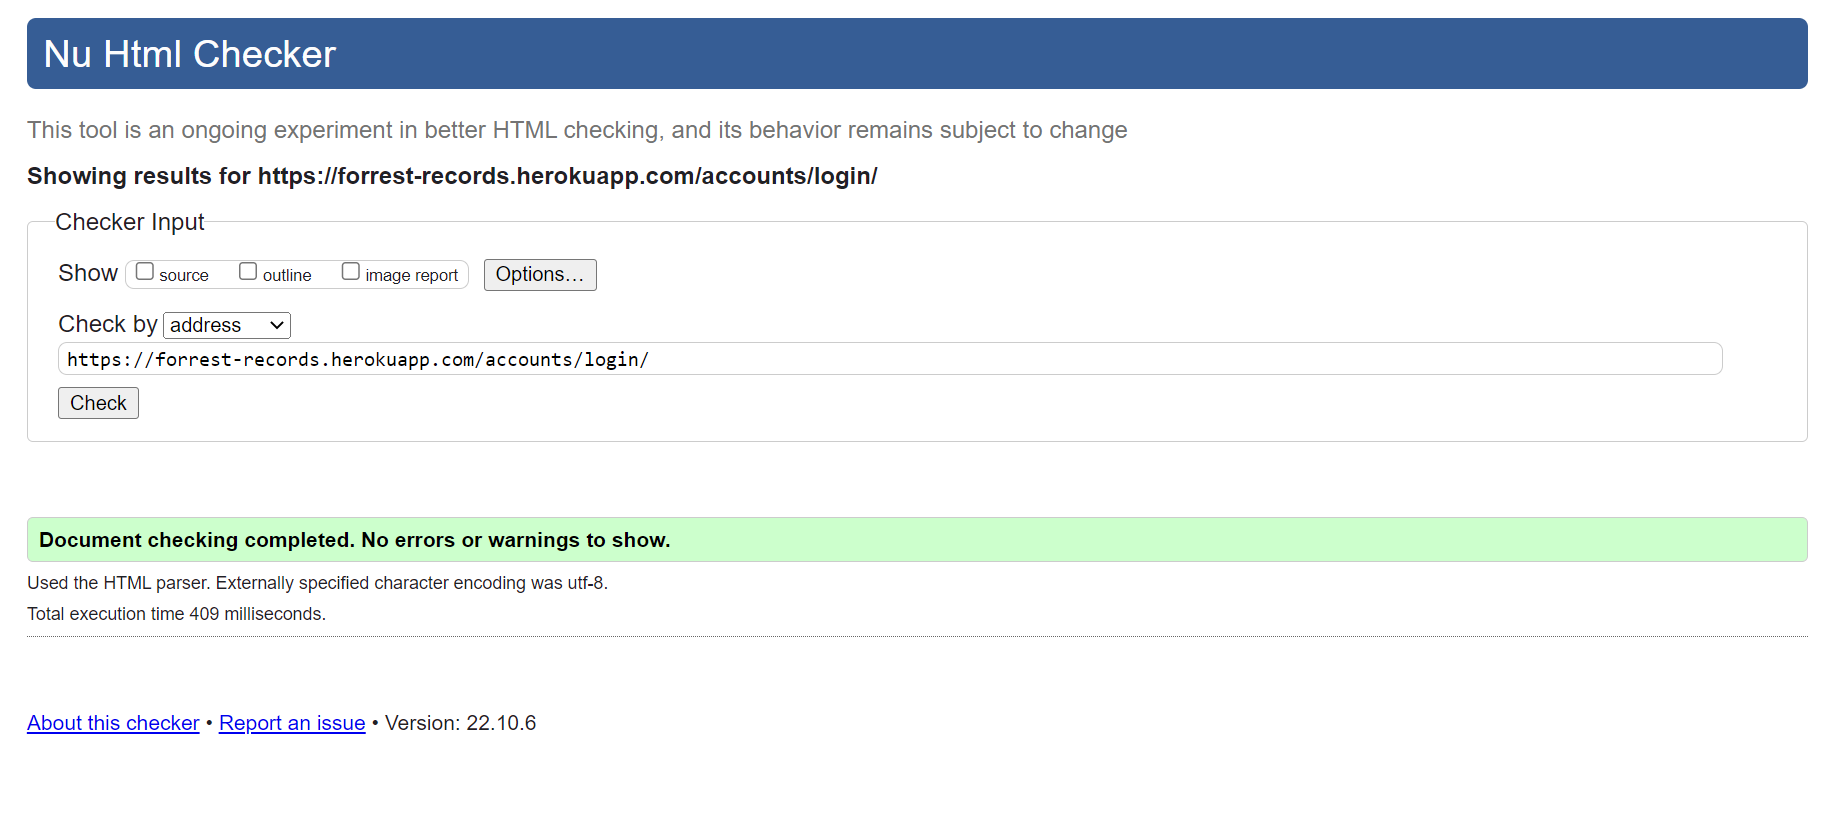 Nu Html Checker
This tool is an ongoing experiment in better HTML checking, and its behavior remains subject to change
Showing results for https://forrest-records.herokuapp.com/accounts/login/
Checker Input
Show source outline image report Options…
Check by address
https://forrest-records.herokuapp.com/accounts/login/
Check
Document checking completed. No errors or warnings to show.
Used the HTML parser. Externally specified character encoding was utf-8.
Total execution time 409 milliseconds.
About this checker • Report an issue • Version: 22.10.6